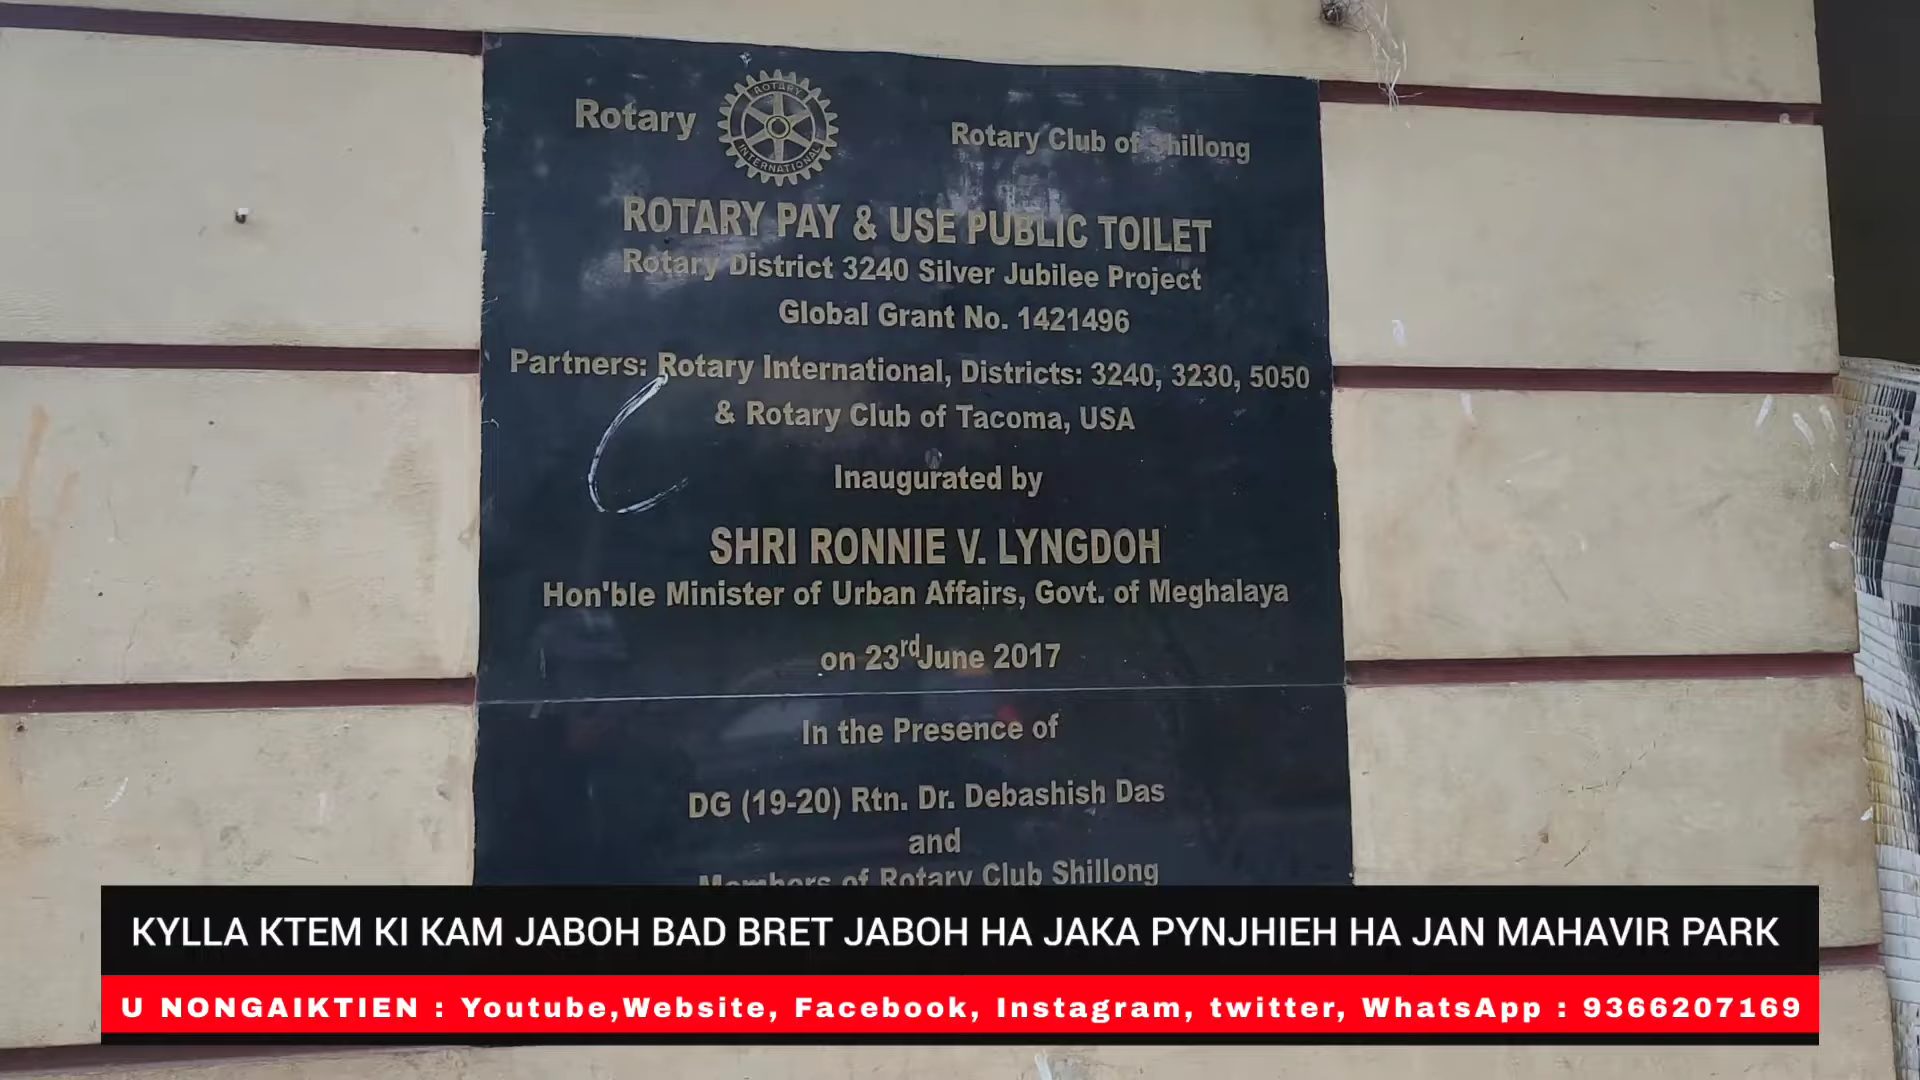 Rotary
ROTARY
INTERNATIONAL
Rotary Club of Shillong
ROTARY PAY & USE PUBLIC TOILET
Rotary District 3240 Silver Jubilee Project
Global Grant No. 1421496
Partners: Rotary International, Districts: 3240, 3230, 5050
& Rotary Club of Tacoma, USA
Inaugurated by
SHRI RONNIE V. LYNGDOH
Hon'ble Minister of Urban Affairs, Govt. of Meghalaya
on 23rd June 2017
In the Presence of
DG (19-20) Rtn. Dr. Debashish Das
and
Members of Rotary Club Shillong
KYLLA KTEM KI KAM JABOH BAD BRET JABOH HA JAKA PYNJHIEH HA JAN MAHAVIR PARK
U NONGAIKTIEN : Youtube,Website, Facebook, Instagram, twitter, WhatsApp : 9366207169